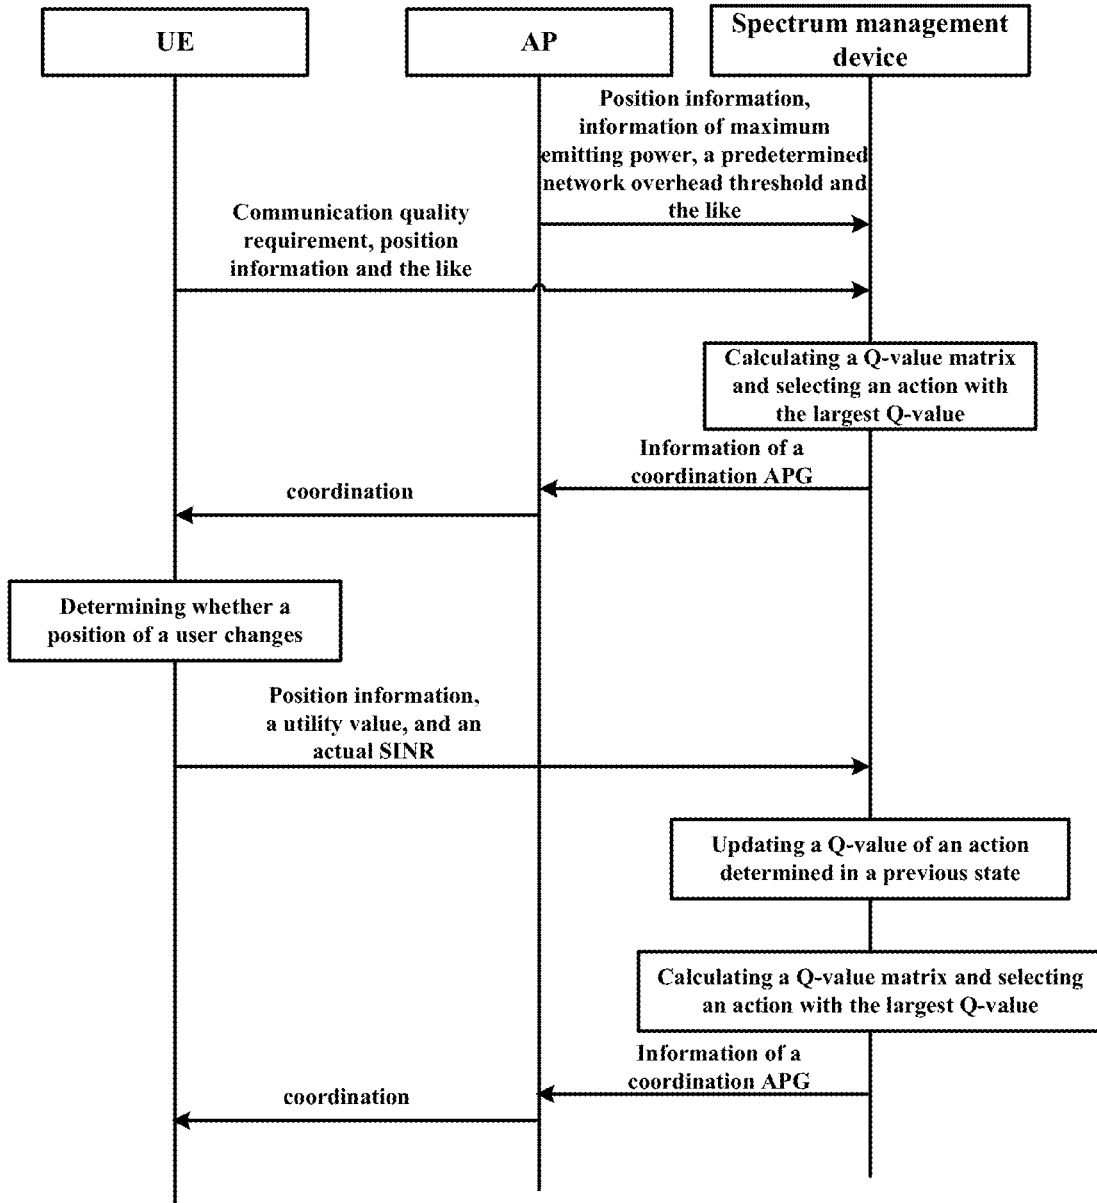 UE
AP
Spectrum management
device
Position information,
information of maximum
emitting power, a predetermined
network overhead threshold and
the like
Communication quality
requirement, position
information and the like
Calculating a Q-value matrix
and selecting an action with
the largest Q-value
Information of a
coordination APG
coordination
Determining whether a
position of a user changes
Position information,
a utility value, and an
actual SINR
Updating a Q-value of an action
determined in a previous state
Calculating a Q-value matrix and selecting
an action with the largest Q-value
Information of a
coordination APG
coordination